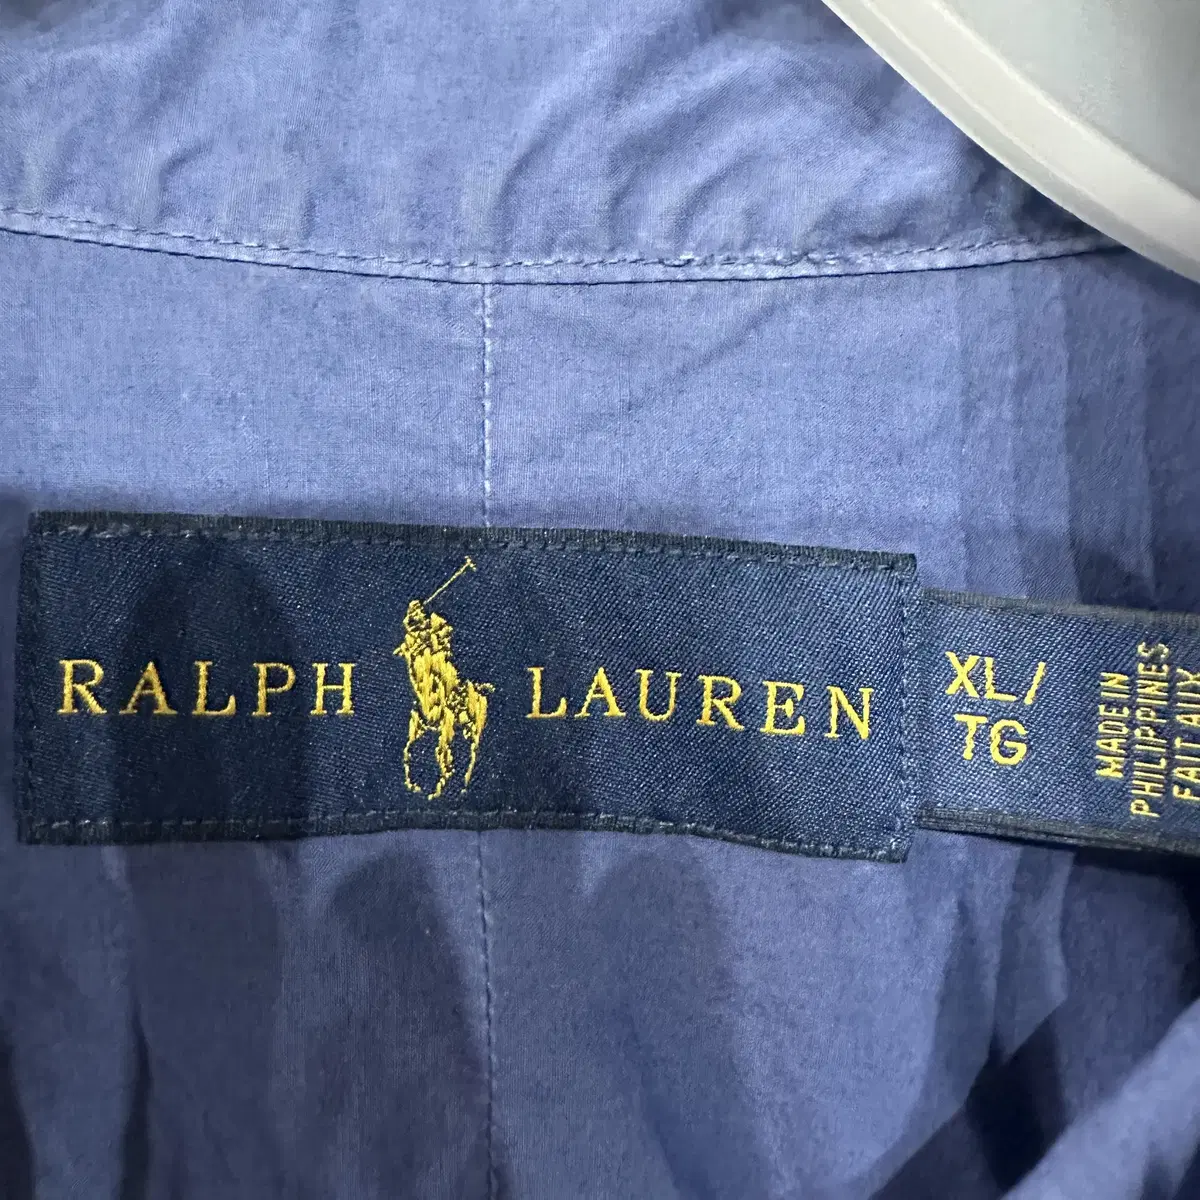 RALPH LAUREN
XL/
TG
MADE IN
PHILIPPINES
FAIT AUX